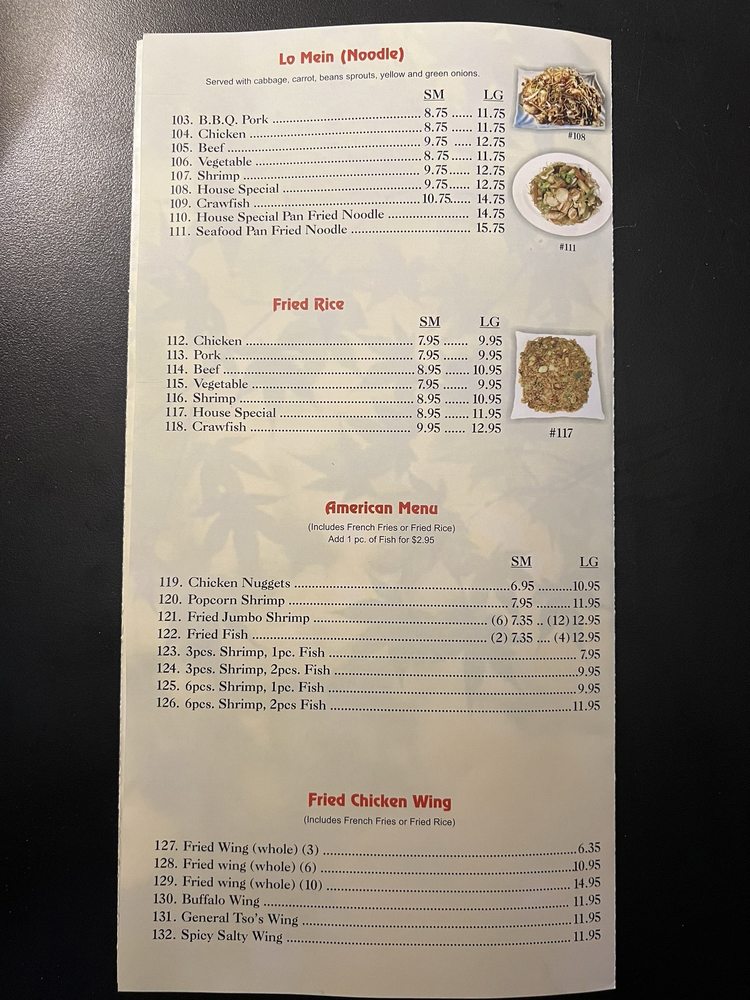 Lo Mein (Noodle)
Served with cabbage, carrot, beans sprouts, yellow and green onions.
SM LG
103. B.B.Q. Pork 8.75 11.75
104. Chicken 8.75 11.75
105. Beef 9.75 12.75
106. Vegetable 8.75 11.75
107. Shrimp 9.75 12.75
108. House Special 9.75 12.75
109. Crawfish 10.75 14.75
110. House Special Pan Fried Noodle 14.75
111. Seafood Pan Fried Noodle 15.75
#108
#111
Fried Rice
SM LG
112. Chicken 7.95 9.95
113. Pork 7.95 9.95
114. Beef 8.95 10.95
115. Vegetable 7.95 9.95
116. Shrimp 8.95 10.95
117. House Special 8.95 11.95
118. Crawfish 9.95 12.95
#117
American Menu
(Includes French Fries or Fried Rice)
Add 1 pc. of Fish for $2.95
SM LG
119. Chicken Nuggets 6.95 10.95
120. Popcorn Shrimp 7.95 11.95
121. Fried Jumbo Shrimp (6) 7.35 .. (12) 12.95
122. Fried Fish (2) 7.35 .... (4) 12.95
123. 3pcs. Shrimp, 1pc. Fish 7.95
124. 3pcs. Shrimp, 2pcs. Fish 9.95
125. 6pcs. Shrimp, 1pc. Fish 9.95
126. 6pcs. Shrimp, 2pcs Fish 11.95
Fried Chicken Wing
(Includes French Fries or Fried Rice)
127. Fried Wing (whole) (3) 6.35
128. Fried wing (whole) (6) 10.95
129. Fried wing (whole) (10) 14.95
130. Buffalo Wing 11.95
131. General Tso's Wing 11.95
132. Spicy Salty Wing 11.95